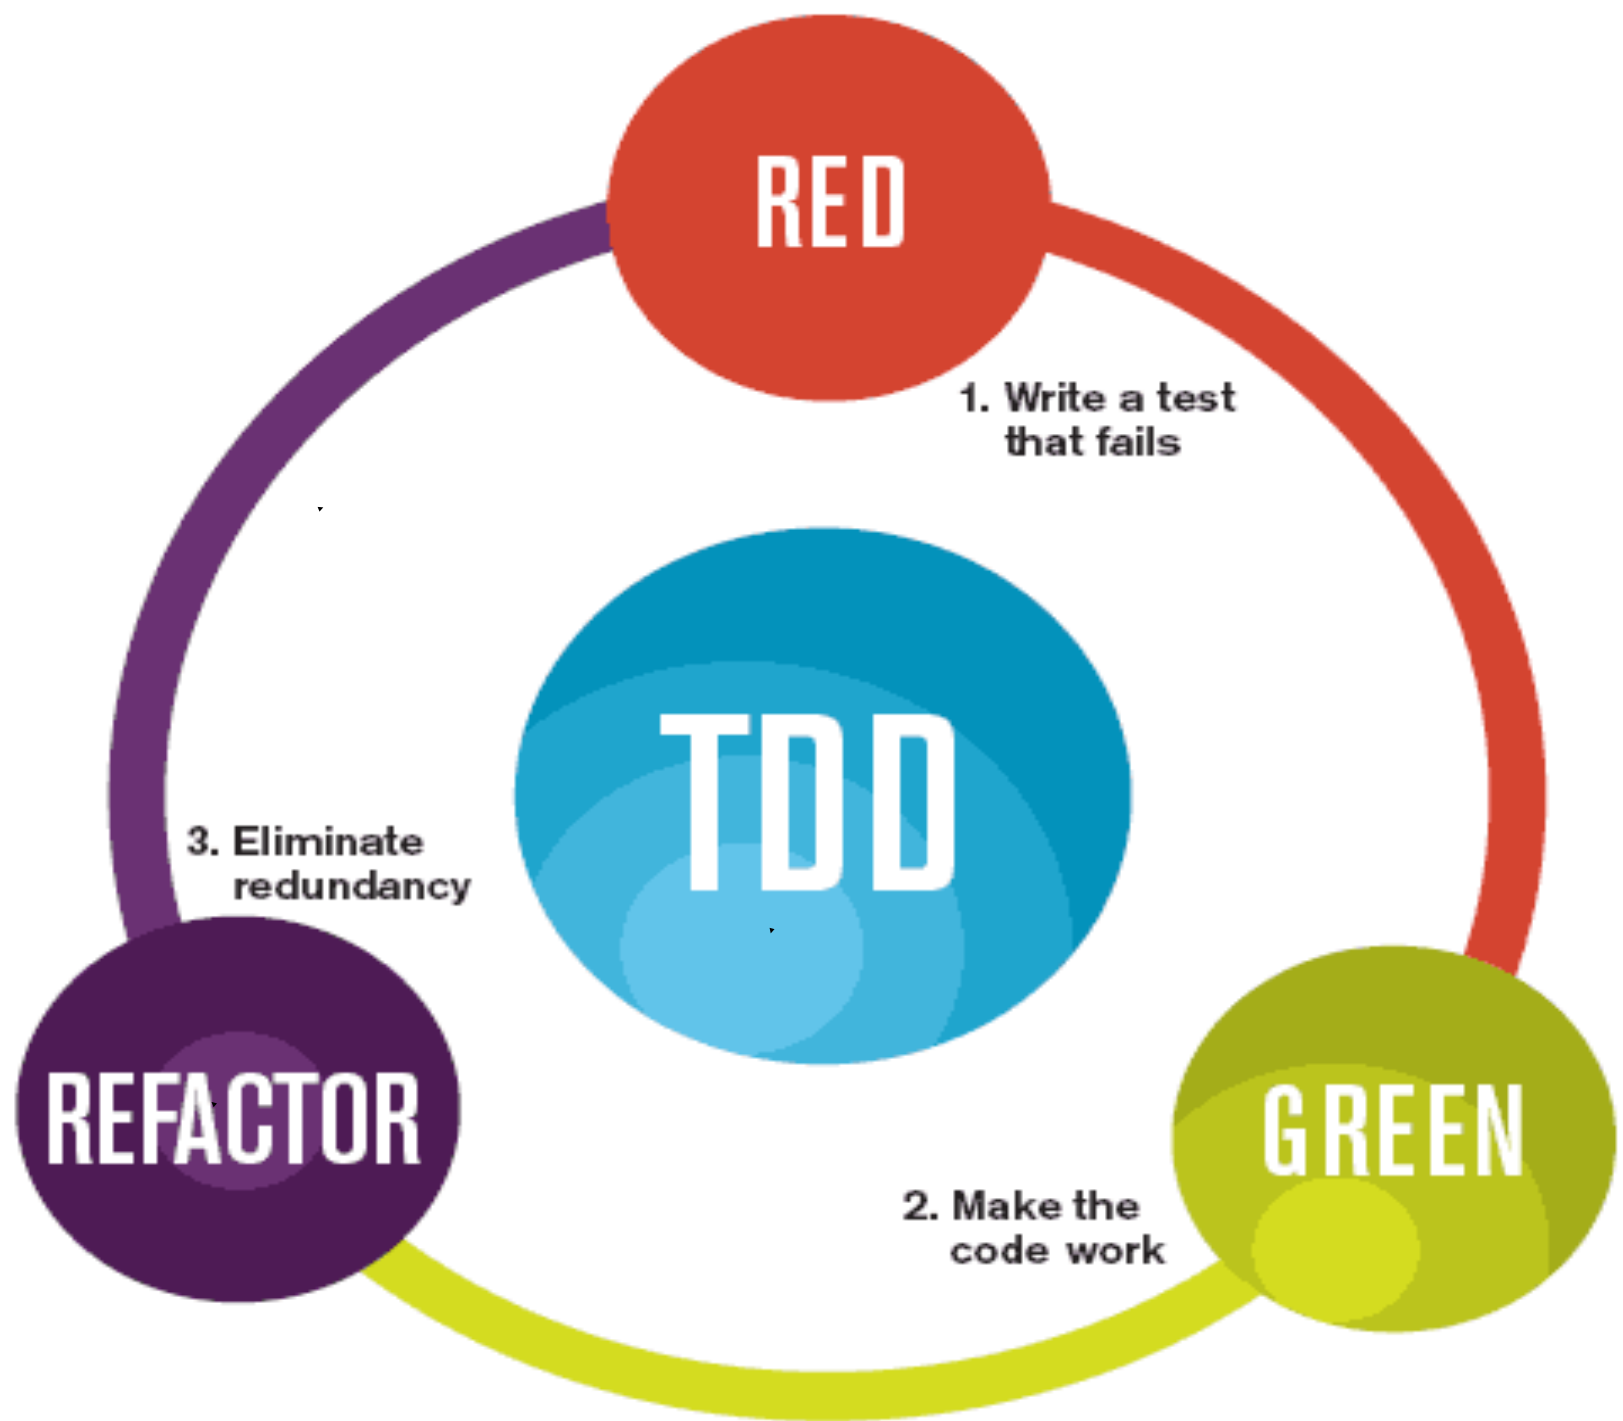 RED
1. Write a test
that fails
TDD
3. Eliminate
redundancy
REFACTOR
GREEN
2. Make the
code work